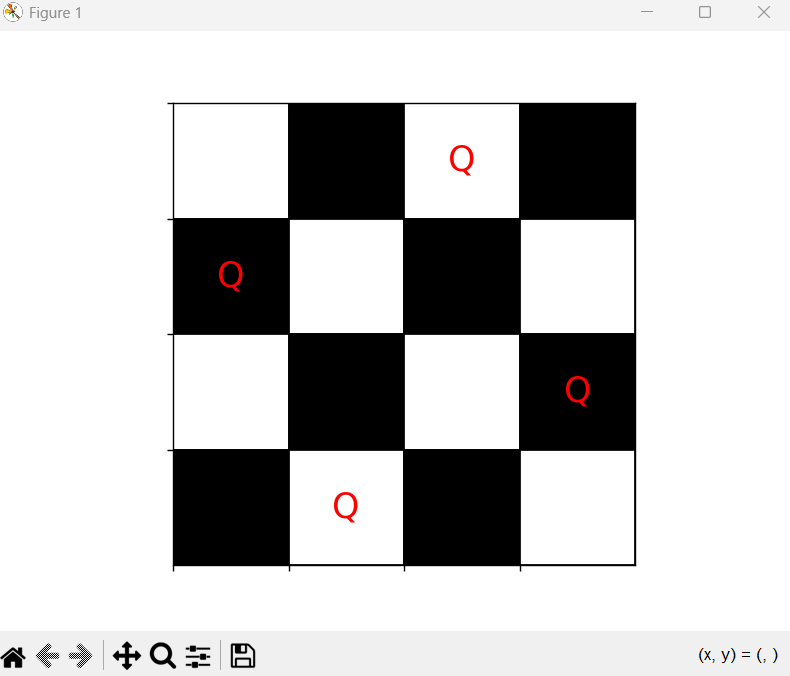 Figure 1
Q
Q
Q
Q
(x, y) = (, )